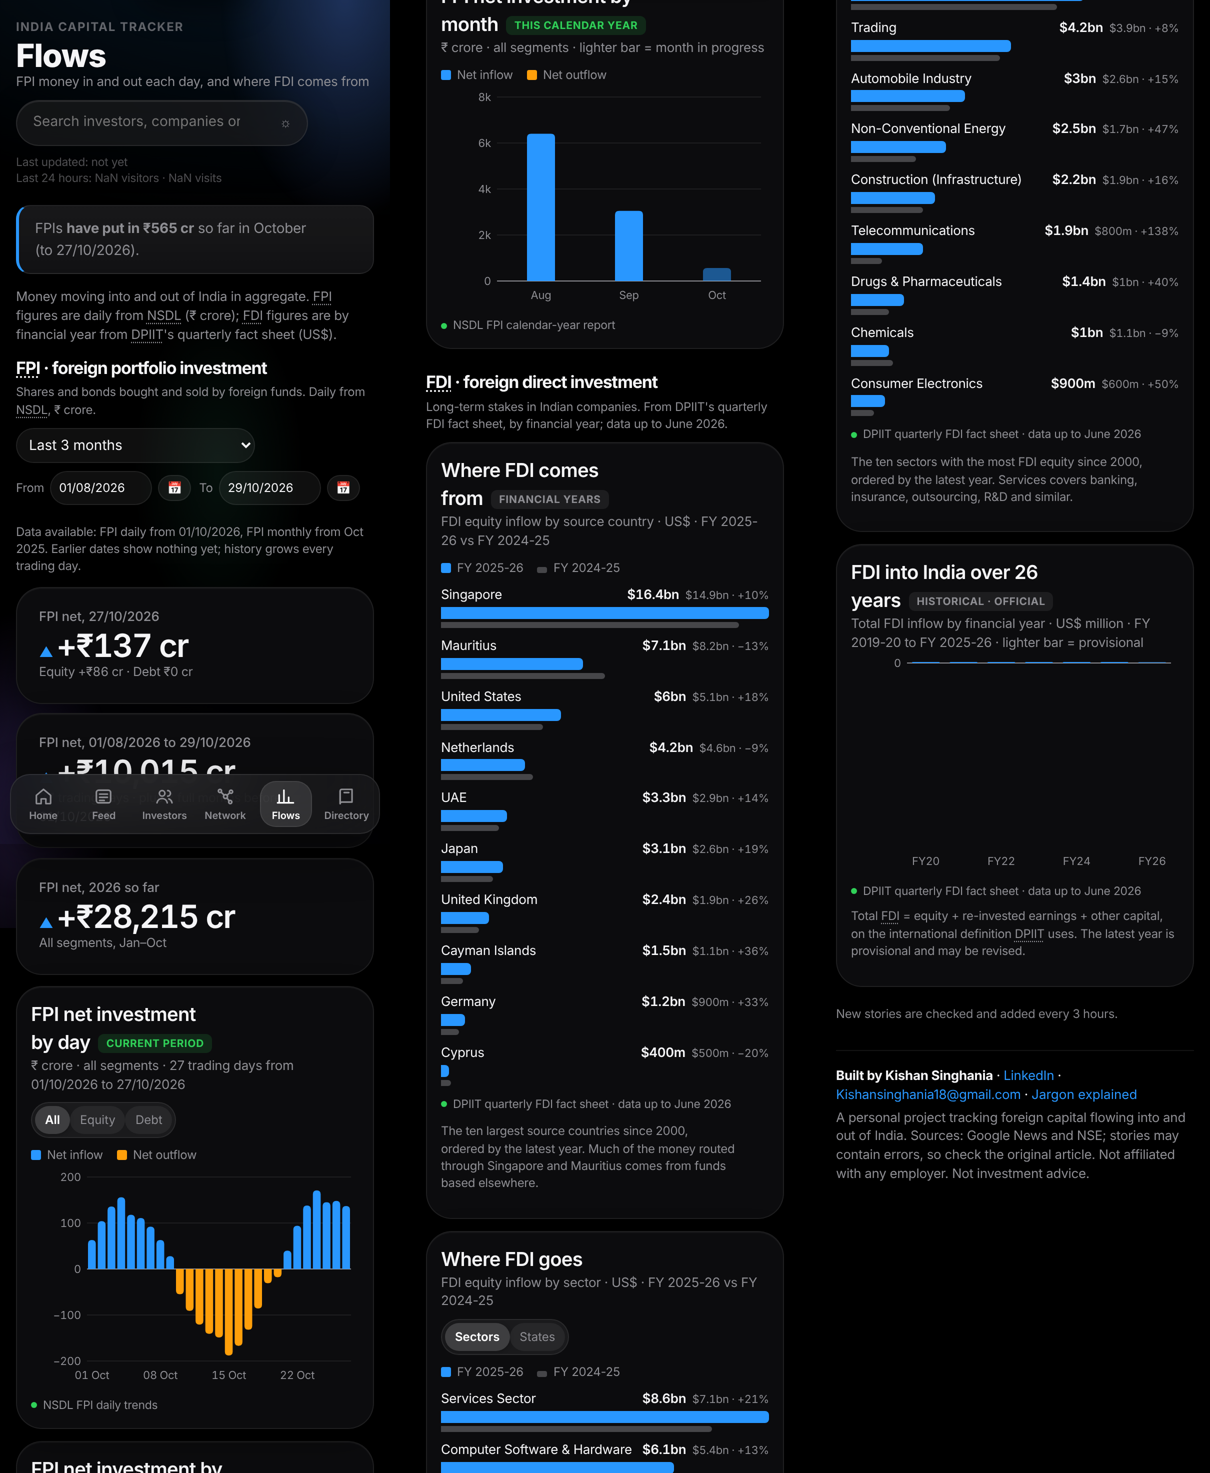 INDIA CAPITAL TRACKER
Flows
FPI money in and out each day, and where FDI comes from
Search investors, companies or
Last updated: not yet
Last 24 hours: NaN visitors · NaN visits
FPIs have put in ₹565 cr so far in October
(to 27/10/2026).
Money moving into and out of India in aggregate. FPI
figures are daily from NSDL (₹ crore); FDI figures are by
financial year from DPIIT's quarterly fact sheet (US$).
FPI · foreign portfolio investment
Shares and bonds bought and sold by foreign funds. Daily from
NSDL, ₹ crore.
Last 3 months
From 01/08/2026 To 29/10/2026
Data available: FPI daily from 01/10/2026, FPI monthly from Oct
2025. Earlier dates show nothing yet; history grows every
trading day.
FPI net, 27/10/2026
▲ +₹137 cr
Equity +₹86 cr · Debt ₹0 cr
FPI net, 01/08/2026 to 29/10/2026
+₹10,015 cr
Home Feed Investors Network Flows Directory
FPI net, 2026 so far
▲ +₹28,215 cr
All segments, Jan–Oct
FPI net investment
by day CURRENT PERIOD
₹ crore · all segments · 27 trading days from
01/10/2026 to 27/10/2026
All Equity Debt
Net inflow Net outflow
200
100
0
−100
−200
01 Oct 08 Oct 15 Oct 22 Oct
NSDL FPI daily trends
FPI net investment by
month THIS CALENDAR YEAR
₹ crore · all segments · lighter bar = month in progress
Net inflow Net outflow
8k
6k
4k
2k
0
Aug Sep Oct
NSDL FPI calendar-year report
FDI · foreign direct investment
Long-term stakes in Indian companies. From DPIIT's quarterly
FDI fact sheet, by financial year; data up to June 2026.
Where FDI comes
from FINANCIAL YEARS
FDI equity inflow by source country · US$ · FY 2025-
26 vs FY 2024-25
FY 2025-26 FY 2024-25
Singapore $16.4bn $14.9bn · +10%
Mauritius $7.1bn $8.2bn · −13%
United States $6bn $5.1bn · +18%
Netherlands $4.2bn $4.6bn · −9%
UAE $3.3bn $2.9bn · +14%
Japan $3.1bn $2.6bn · +19%
United Kingdom $2.4bn $1.9bn · +26%
Cayman Islands $1.5bn $1.1bn · +36%
Germany $1.2bn $900m · +33%
Cyprus $400m $500m · −20%
DPIIT quarterly FDI fact sheet · data up to June 2026
The ten largest source countries since 2000,
ordered by the latest year. Much of the money routed
through Singapore and Mauritius comes from funds
based elsewhere.
Where FDI goes
FDI equity inflow by sector · US$ · FY 2025-26 vs FY
2024-25
Sectors States
FY 2025-26 FY 2024-25
Services Sector $8.6bn $7.1bn · +21%
Computer Software & Hardware $6.1bn $5.4bn · +13%
Trading $4.2bn $3.9bn · +8%
Automobile Industry $3bn $2.6bn · +15%
Non-Conventional Energy $2.5bn $1.7bn · +47%
Construction (Infrastructure) $2.2bn $1.9bn · +16%
Telecommunications $1.9bn $800m · +138%
Drugs & Pharmaceuticals $1.4bn $1bn · +40%
Chemicals $1bn $1.1bn · −9%
Consumer Electronics $900m $600m · +50%
DPIIT quarterly FDI fact sheet · data up to June 2026
The ten sectors with the most FDI equity since 2000,
ordered by the latest year. Services covers banking,
insurance, outsourcing, R&D and similar.
FDI into India over 26
years HISTORICAL · OFFICIAL
Total FDI inflow by financial year · US$ million · FY
2019-20 to FY 2025-26 · lighter bar = provisional
0
FY20 FY22 FY24 FY26
DPIIT quarterly FDI fact sheet · data up to June 2026
Total FDI = equity + re-invested earnings + other capital,
on the international definition DPIIT uses. The latest year is
provisional and may be revised.
New stories are checked and added every 3 hours.
Built by Kishan Singhania · LinkedIn ·
Kishansinghania18@gmail.com · Jargon explained
A personal project tracking foreign capital flowing into and
out of India. Sources: Google News and NSE; stories may
contain errors, so check the original article. Not affiliated
with any employer. Not investment advice.